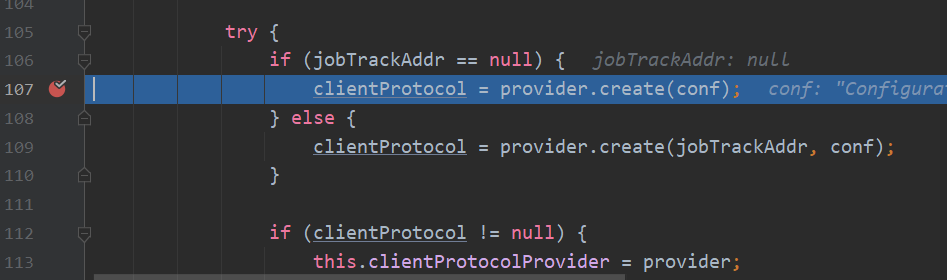 104
105 try {
106 if (jobTrackAddr == null) { jobTrackAddr: null
107 clientProtocol = provider.create(conf); conf: "Configurat
108 } else {
109 clientProtocol = provider.create(jobTrackAddr, conf);
110 }
111
112 if (clientProtocol != null) {
113 this.clientProtocolProvider = provider;